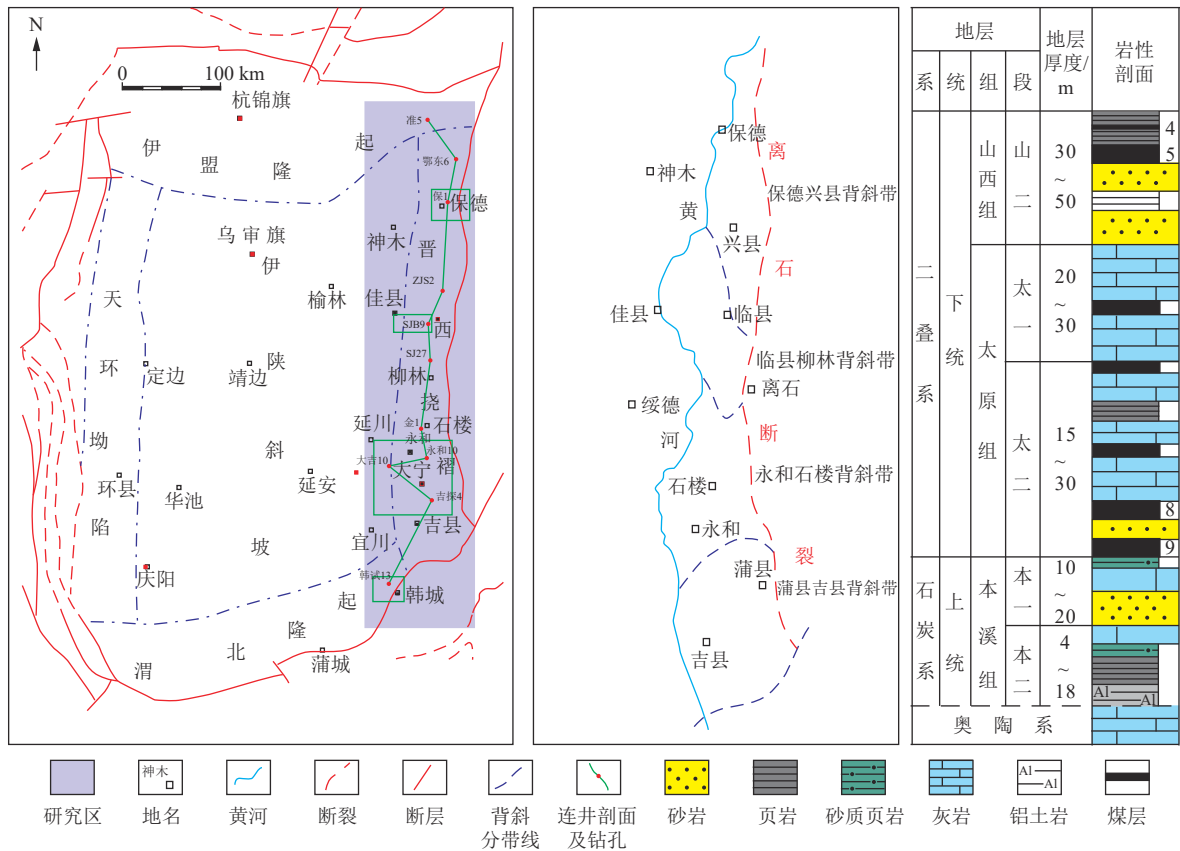 N
0 100 km
杭锦旗
伊盟隆起
准5
鄂东6
保1
保德
乌审旗
神木
晋西挠褶带
伊陕斜坡
ZJS2
榆林
佳县
SJB9
天环坳陷
SJ27
定边
靖边
柳林
金1
石楼
延川
永和
永和10
大吉10
大宁
环县
华池
延安
吉探4
吉县
宜川
庆阳
韩试13
韩城
渭北隆起
蒲城
保德
离石断裂
神木
黄河
保德兴县背斜带
兴县
佳县
临县
临县柳林背斜带
离石
绥德
永和石楼背斜带
石楼
永和
蒲县
蒲县吉县背斜带
吉县
地层
地层厚度/m
岩性剖面
系
统
组
段
二叠系
下统
山西组
山二
30~50
4
5
太原组
太一
20~30
太二
15~30
8
9
石炭系
上统
本溪组
本一
10~20
本二
4~18
Al
Al
奥陶系
神木
Al
Al
研究区
地名
黄河
断裂
断层
背斜分带线
连井剖面及钻孔
砂岩
页岩
砂质页岩
灰岩
铝土岩
煤层